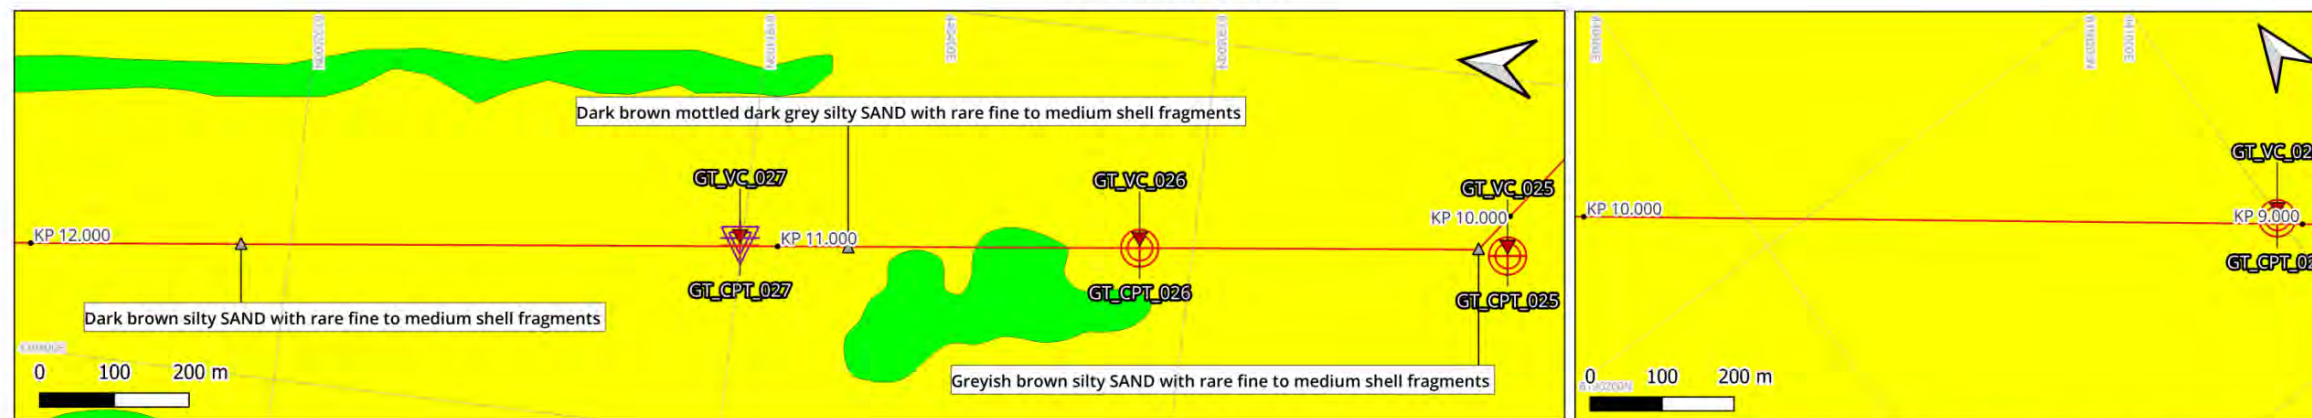 Dark brown mottled dark grey silty SAND with rare fine to medium shell fragments
GT_VC_027
GT_VC_026
GT_VC_025
KP 12.000
KP 11.000
KP 10.000
GT_CPT_027
GT_CPT_026
GT_CPT_025
Dark brown silty SAND with rare fine to medium shell fragments
Greyish brown silty SAND with rare fine to medium shell fragments
0 100 200 m
GT_VC_02
KP 10.000
KP 9.000
GT_CPT_02
0 100 200 m